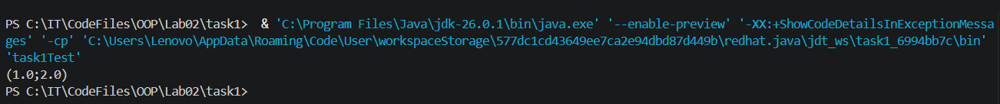 PS C:\IT\CodeFiles\OOP\Lab02\task1>  & 'C:\Program Files\Java\jdk-26.0.1\bin\java.exe' '--enable-preview' '-XX:+ShowCodeDetailsInExceptionMessa
ges' '-cp' 'C:\Users\Lenovo\AppData\Roaming\Code\User\workspaceStorage\577dc1cd43649ee7ca2e94dbd87d449b\redhat.java\jdt_ws\task1_6994bb7c\bin'
'task1Test'
(1.0;2.0)
PS C:\IT\CodeFiles\OOP\Lab02\task1>